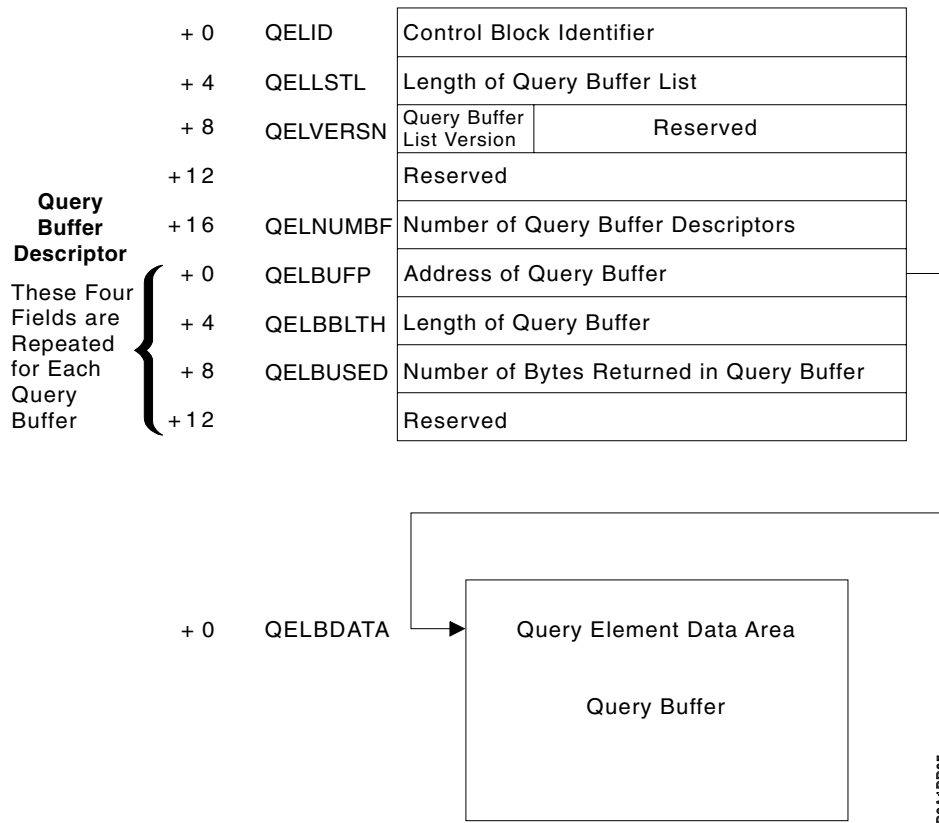 + 0 QELID Control Block Identifier
+ 4 QELLSTL Length of Query Buffer List
+ 8 QELVERSN Query Buffer List Version Reserved
+12 Reserved
Query
Buffer
Descriptor
+16 QELNUMBF Number of Query Buffer Descriptors
+ 0 QELBUFP Address of Query Buffer
These Four
Fields are
Repeated
for Each
Query
Buffer
+ 4 QELBBLTH Length of Query Buffer
+ 8 QELBUSED Number of Bytes Returned in Query Buffer
+12 Reserved
+ 0 QELBDATA Query Element Data Area
Query Buffer